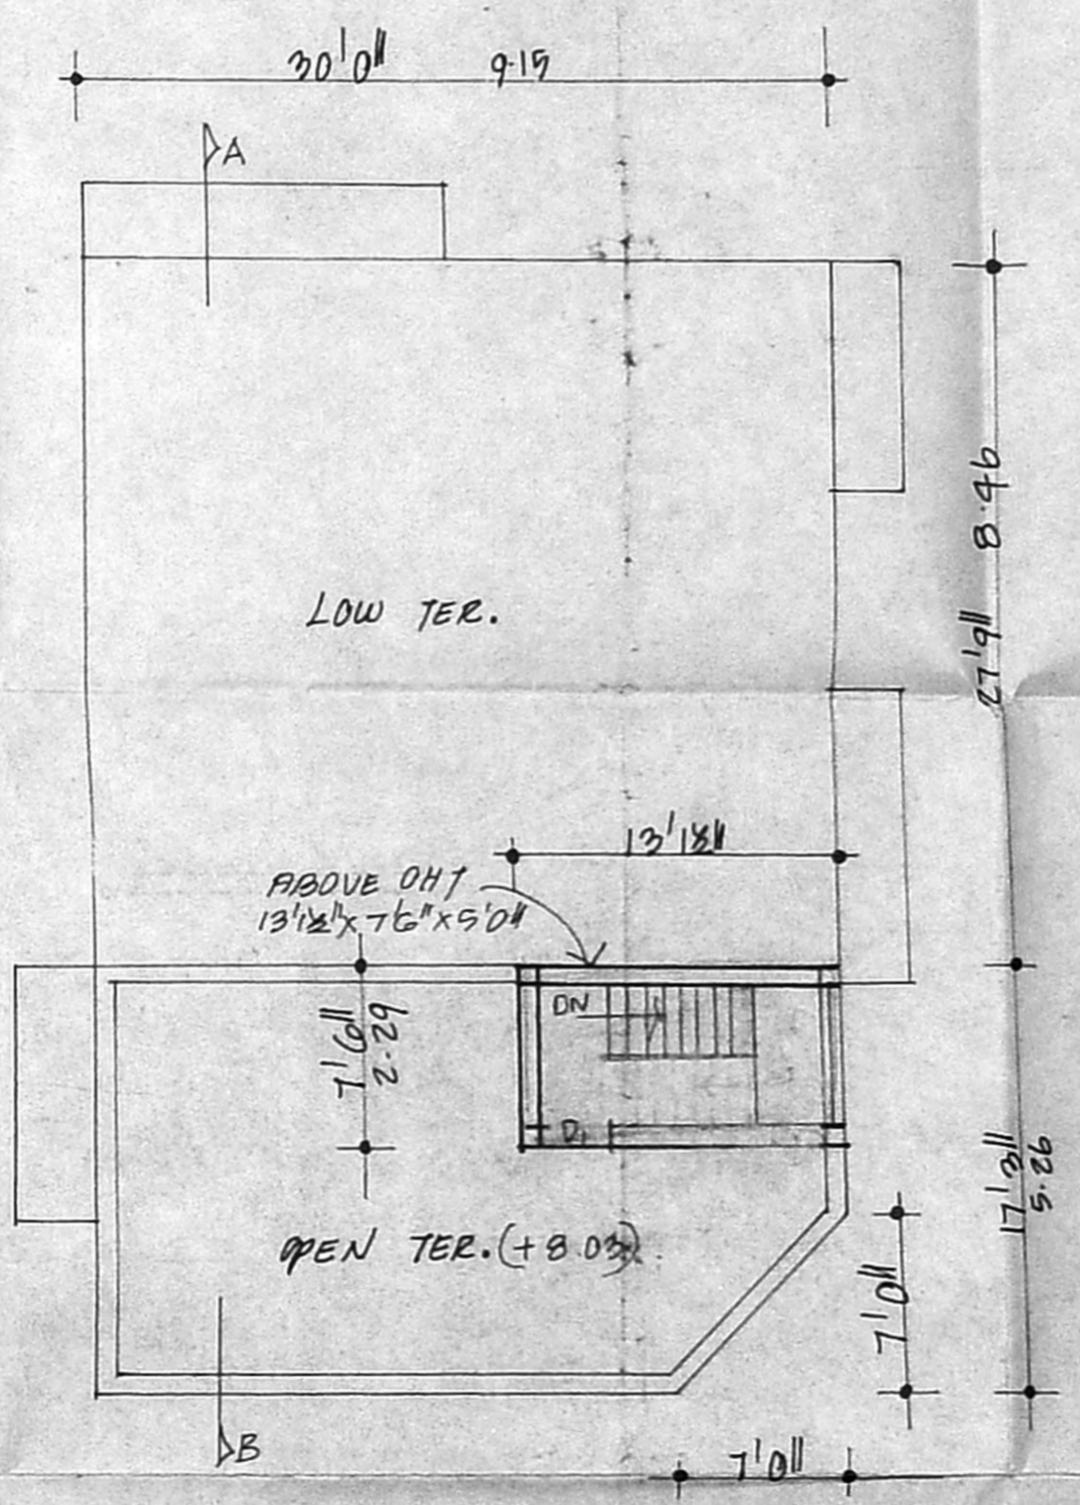 30'0" 9.15
A
27'9" 8.46
LOW TER.
13'1½"
ABOVE OHT
13'1½" X 7'6" X 5'0"
DN
7'6"
2.29
D1
17'3"
5.26
OPEN TER. (+8.03)
7'0"
B
7'0"